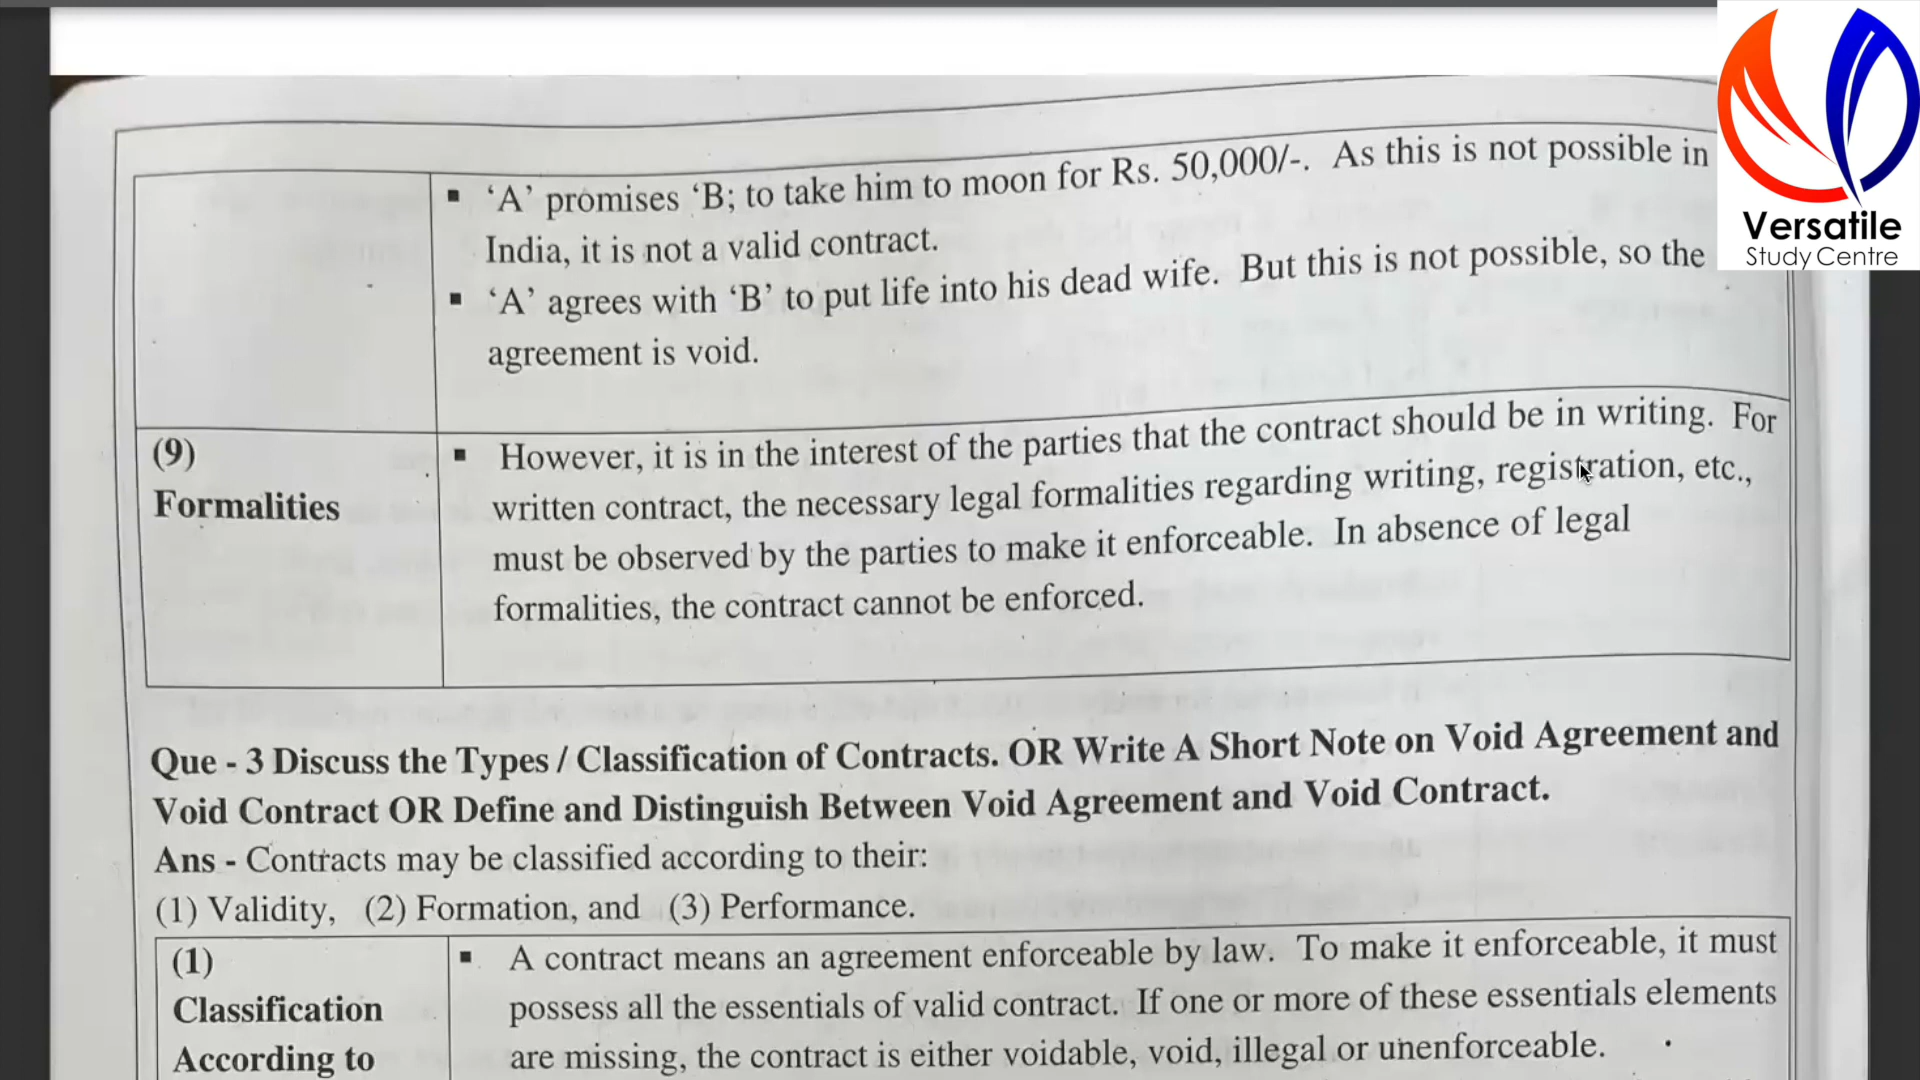 ▪ ‘A’ promises ‘B; to take him to moon for Rs. 50,000/-. As this is not possible in
India, it is not a valid contract.
▪ ‘A’ agrees with ‘B’ to put life into his dead wife. But this is not possible, so the
agreement is void.
(9)
Formalities
▪ However, it is in the interest of the parties that the contract should be in writing. For
written contract, the necessary legal formalities regarding writing, registration, etc.,
must be observed by the parties to make it enforceable. In absence of legal
formalities, the contract cannot be enforced.
Que - 3 Discuss the Types / Classification of Contracts. OR Write A Short Note on Void Agreement and
Void Contract OR Define and Distinguish Between Void Agreement and Void Contract.
Ans - Contracts may be classified according to their:
(1) Validity, (2) Formation, and (3) Performance.
(1)
Classification
According to
▪ A contract means an agreement enforceable by law. To make it enforceable, it must
possess all the essentials of valid contract. If one or more of these essentials elements
are missing, the contract is either voidable, void, illegal or unenforceable.
Versatile
Study Centre